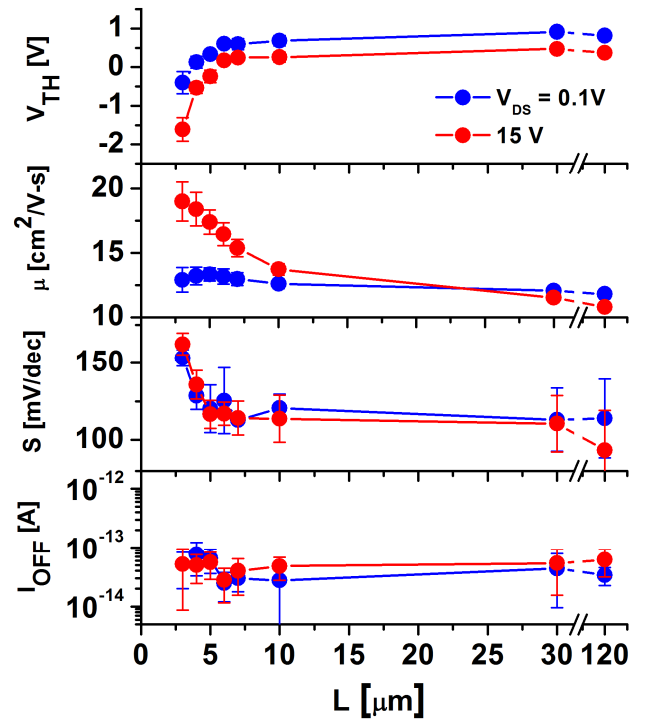 V_TH [V]
1
0
-1
-2
V_DS = 0.1V
15 V
μ [cm²/V-s]
20
15
10
S [mV/dec]
150
100
I_OFF [A]
10⁻¹²
10⁻¹³
10⁻¹⁴
0 5 10 15 20 25 30 120
L [μm]